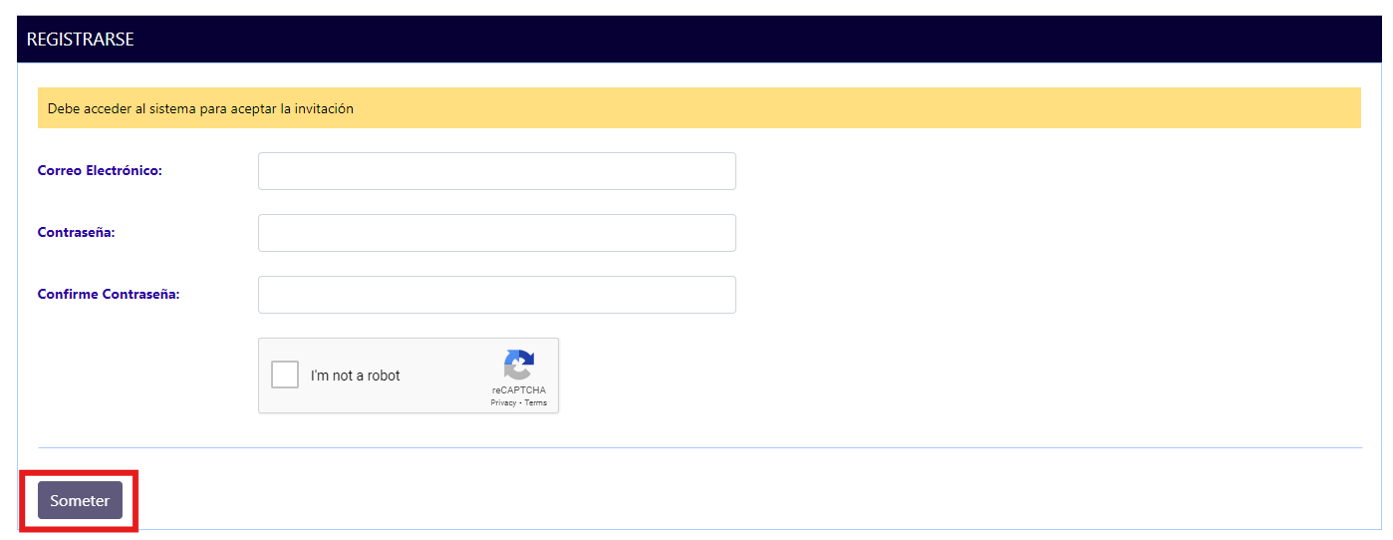 REGISTRARSE
Debe acceder al sistema para aceptar la invitación
Correo Electrónico:
Contraseña:
Confirme Contraseña:
I'm not a robot
reCAPTCHA
Privacy - Terms
Someter